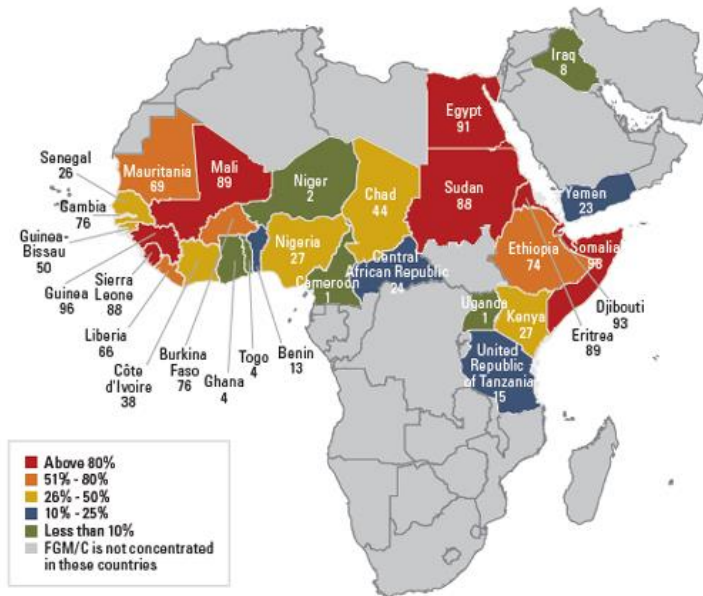 Iraq
8
Egypt
91
Mauritania
69
Mali
89
Niger
2
Chad
44
Sudan
88
Yemen
23
Senegal
26
Gambia
76
Guinea-
Bissau
50
Guinea
96
Sierra
Leone
88
Liberia
66
Côte
d'Ivoire
38
Burkina
Faso
76
Ghana
4
Togo
4
Benin
13
Nigeria
27
Cameroon
1
Central
African Republic
24
Ethiopia
74
Somalia
98
Djibouti
93
Eritrea
89
Uganda
1
Kenya
27
United
Republic
of Tanzania
15
Above 80%
51% - 80%
26% - 50%
10% - 25%
Less than 10%
FGM/C is not concentrated
in these countries